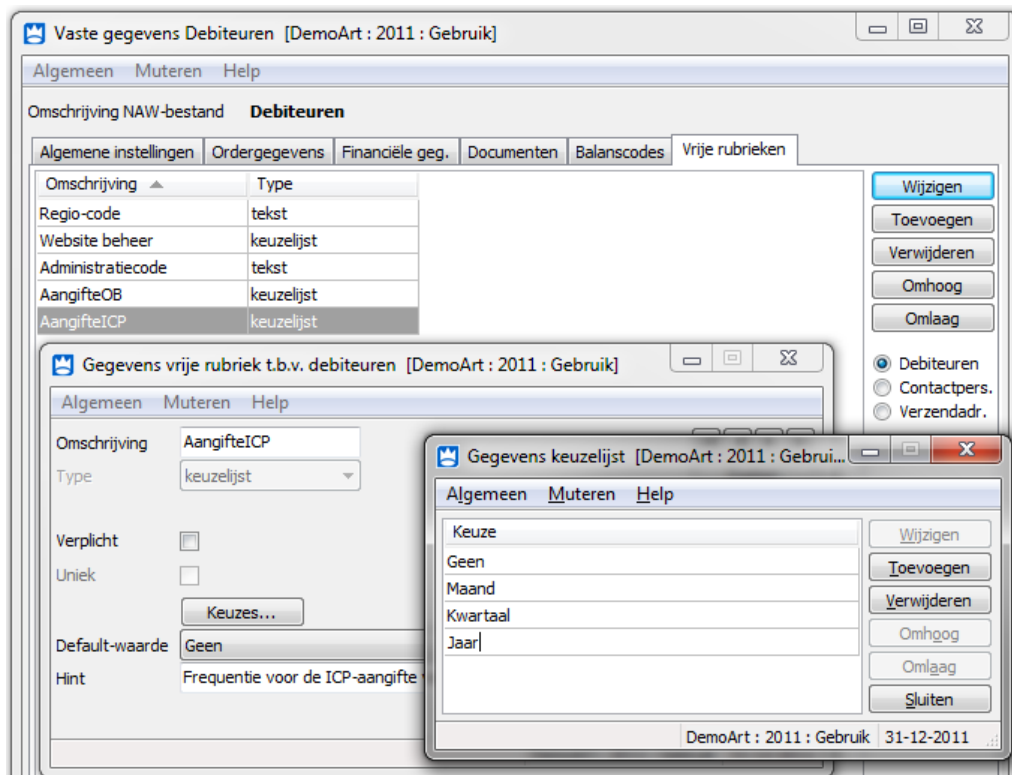 Vaste gegevens Debiteuren [DemoArt : 2011 : Gebruik]
Algemeen Muteren Help
Omschrijving NAW-bestand Debiteuren
Algemene instellingen Ordergegevens Financiële geg. Documenten Balanscodes Vrije rubrieken
Omschrijving Type
Regio-code tekst
Website beheer keuzelijst
Administratiecode tekst
AangifteOB keuzelijst
AangifteICP keuzelijst
Wijzigen
Toevoegen
Verwijderen
Omhoog
Omlaag
Debiteuren
Contactpers.
Verzendadr.
Gegevens vrije rubriek t.b.v. debiteuren [DemoArt : 2011 : Gebruik]
Algemeen Muteren Help
Omschrijving AangifteICP
Type keuzelijst
Verplicht
Uniek
Keuzes...
Default-waarde Geen
Hint Frequentie voor de ICP-aangifte
Gegevens keuzelijst [DemoArt : 2011 : Gebrui...
Algemeen Muteren Help
Keuze
Geen
Maand
Kwartaal
Jaar
Wijzigen
Toevoegen
Verwijderen
Omhoog
Omlaag
Sluiten
DemoArt : 2011 : Gebruik 31-12-2011